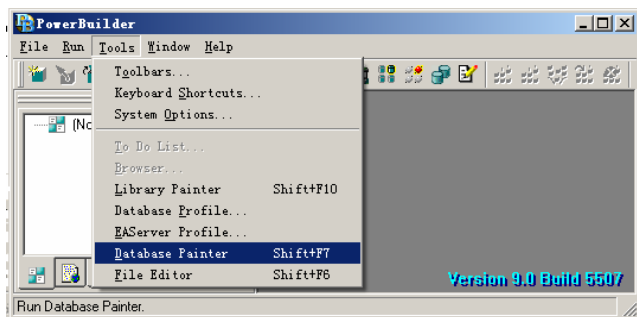 PowerBuilder
File Run Tools Window Help
Toolbars...
Keyboard Shortcuts...
System Options...
(No
To Do List...
Browser...
Library Painter Shift+F10
Database Profile...
EAServer Profile...
Database Painter Shift+F7
File Editor Shift+F6
Version 9.0 Build 5507
Run Database Painter.